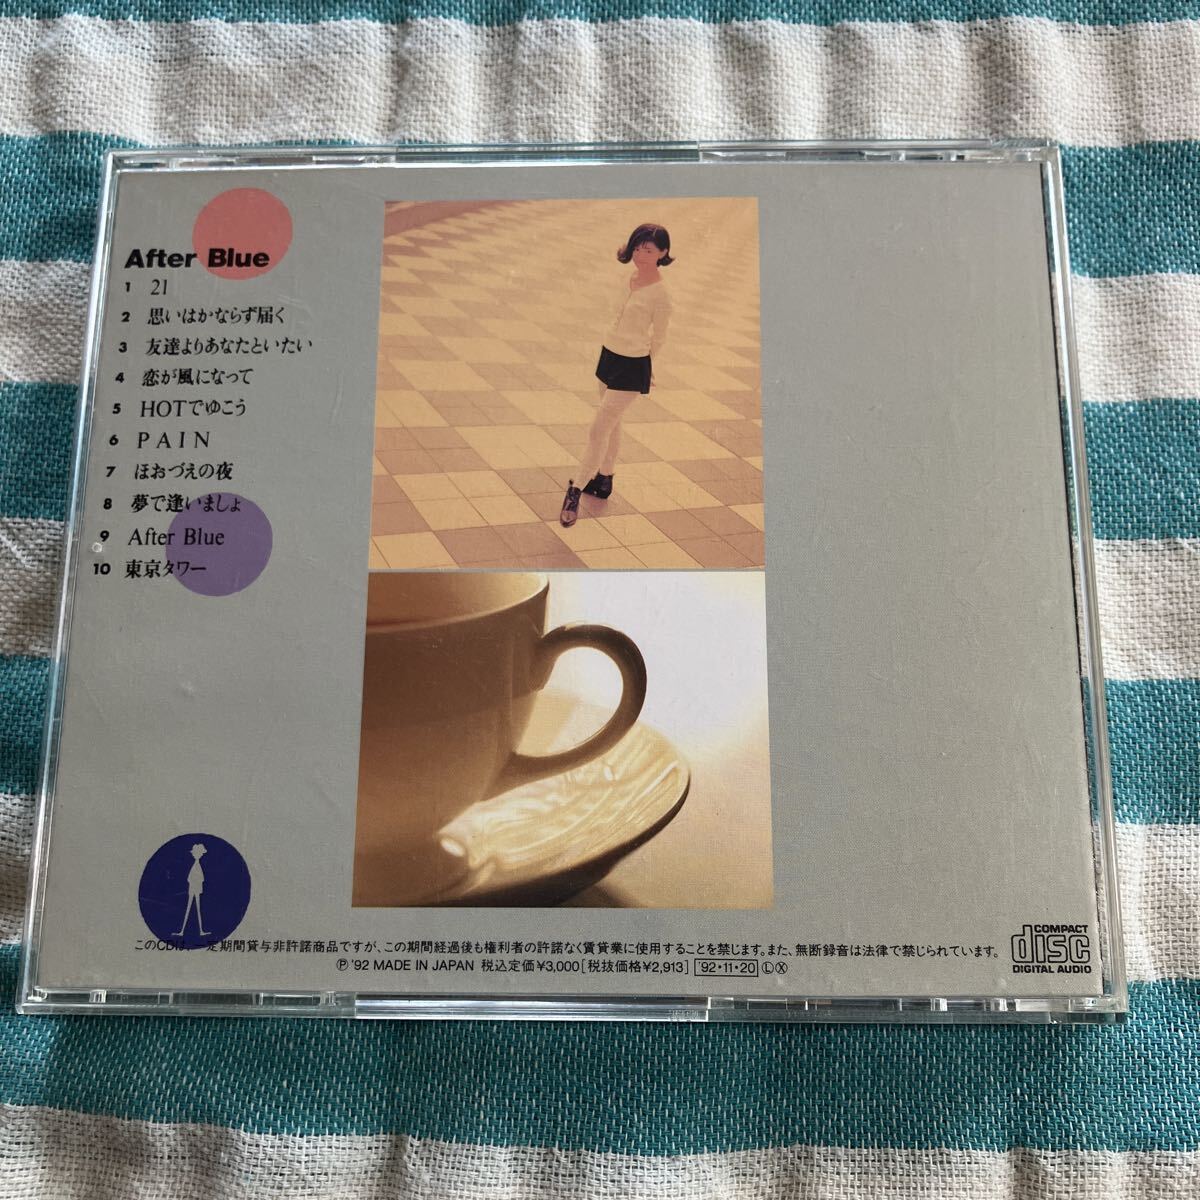 After Blue
1 21
2 思いはかならず届く
3 友達よりあなたといたい
4 恋が風になって
5 HOTでゆこう
6 PAIN
7 ほおづえの夜
8 夢で逢いましょ
9 After Blue
10 東京タワー
このCDは、一定期間貸与非許諾商品ですが、この期間経過後も権利者の許諾なく賃貸業に使用することを禁じます。また、無断録音は法律で禁じられています。
Ⓟ '92 MADE IN JAPAN 税込定価¥3,000[税抜価格¥2,913] '92・11・20 Ⓛ Ⓧ
COMPACT
disc
DIGITAL AUDIO